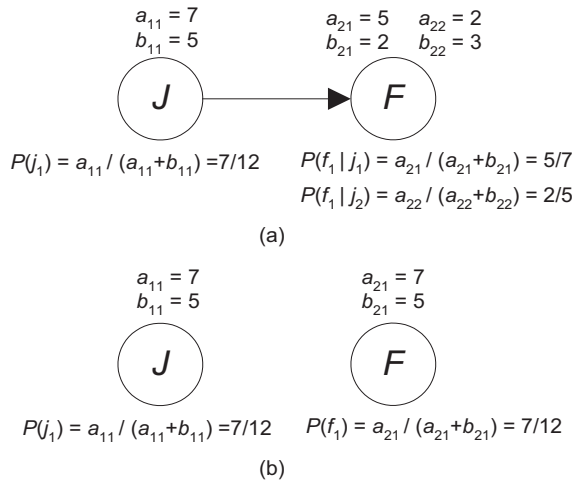 a₁₁ = 7
b₁₁ = 5
a₂₁ = 5 a₂₂ = 2
b₂₁ = 2 b₂₂ = 3
J F
P(j₁) = a₁₁ / (a₁₁+b₁₁) =7/12
P(f₁ | j₁) = a₂₁ / (a₂₁+b₂₁) = 5/7
P(f₁ | j₂) = a₂₂ / (a₂₂+b₂₂) = 2/5
(a)
a₁₁ = 7 a₂₁ = 7
b₁₁ = 5 b₂₁ = 5
J F
P(j₁) = a₁₁ / (a₁₁+b₁₁) =7/12 P(f₁) = a₂₁ / (a₂₁+b₂₁) = 7/12
(b)